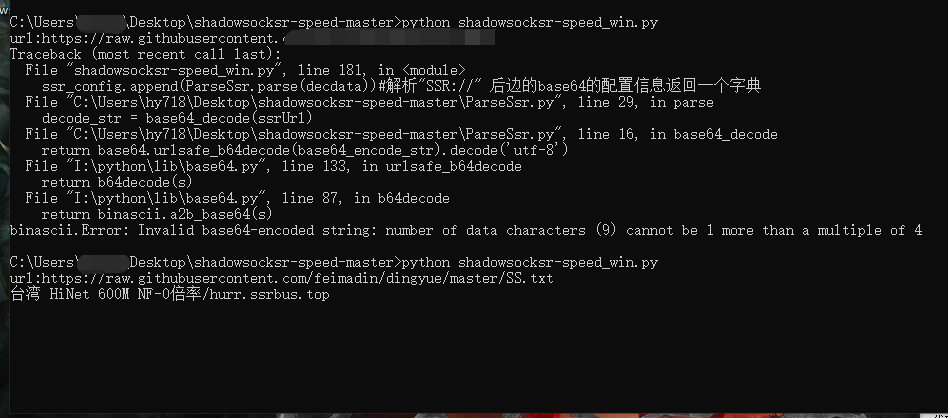 C:\Users\ \Desktop\shadowsocksr-speed-master>python shadowsocksr-speed_win.py
url:https://raw.githubusercontent.
Traceback (most recent call last):
File "shadowsocksr-speed_win.py", line 181, in <module>
ssr_config.append(ParseSsr.parse(decdata))#解析"SSR://" 后边的base64的配置信息返回一个字典
File "C:\Users\hy718\Desktop\shadowsocksr-speed-master\ParseSsr.py", line 29, in parse
decode_str = base64_decode(ssrUrl)
File "C:\Users\hy718\Desktop\shadowsocksr-speed-master\ParseSsr.py", line 16, in base64_decode
return base64.urlsafe_b64decode(base64_encode_str).decode('utf-8')
File "I:\python\lib\base64.py", line 133, in urlsafe_b64decode
return b64decode(s)
File "I:\python\lib\base64.py", line 87, in b64decode
return binascii.a2b_base64(s)
binascii.Error: Invalid base64-encoded string: number of data characters (9) cannot be 1 more than a multiple of 4
C:\Users\ Desktop\shadowsocksr-speed-master>python shadowsocksr-speed_win.py
url:https://raw.githubusercontent.com/feimadin/dingyue/master/SS.txt
台湾 HiNet 600M NF-0倍率/hurr.ssrbus.top